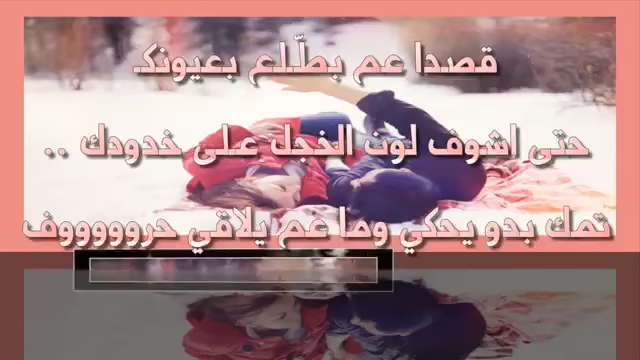 قصدا عم بطّلع بعيونك
حتى اشوف لون الخجل على خدودك ..
تمك بدو يحكي وما عم يلاقي حروووووف